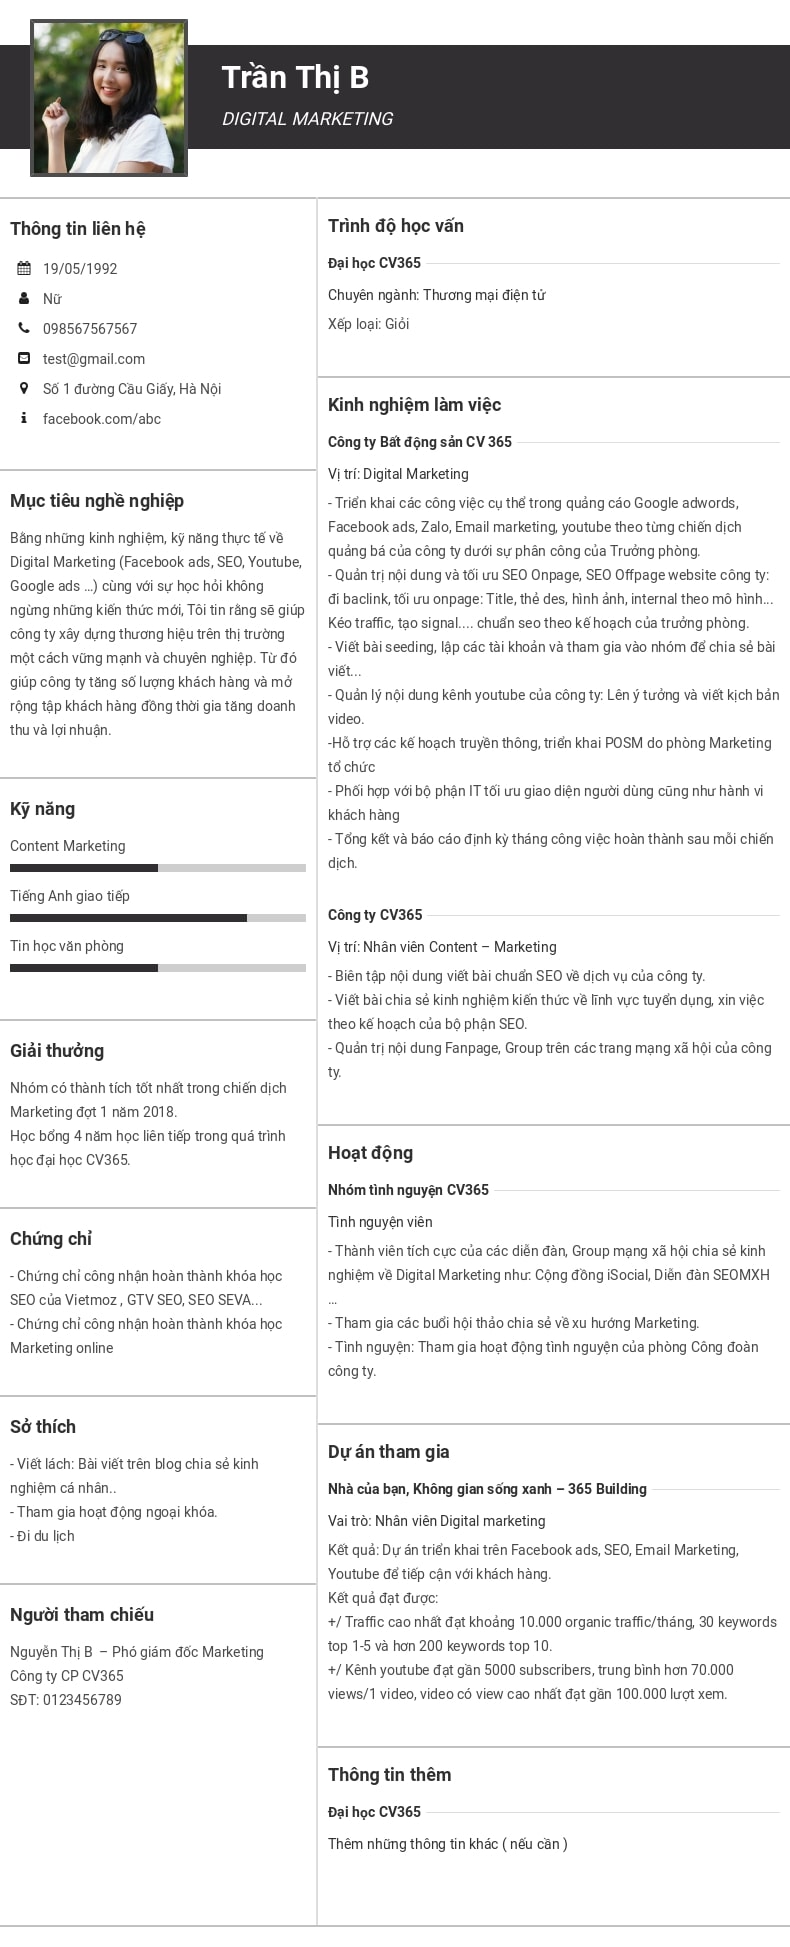 Trần Thị B
DIGITAL MARKETING
Thông tin liên hệ
19/05/1992
Nữ
098567567567
test@gmail.com
Số 1 đường Cầu Giấy, Hà Nội
facebook.com/abc
Mục tiêu nghề nghiệp
Bằng những kinh nghiệm, kỹ năng thực tế về
Digital Marketing (Facebook ads, SEO, Youtube,
Google ads ...) cùng với sự học hỏi không
ngừng những kiến thức mới, Tôi tin rằng sẽ giúp
công ty xây dựng thương hiệu trên thị trường
một cách vững mạnh và chuyên nghiệp. Từ đó
giúp công ty tăng số lượng khách hàng và mở
rộng tập khách hàng đồng thời gia tăng doanh
thu và lợi nhuận.
Kỹ năng
Content Marketing
Tiếng Anh giao tiếp
Tin học văn phòng
Giải thưởng
Nhóm có thành tích tốt nhất trong chiến dịch
Marketing đợt 1 năm 2018.
Học bổng 4 năm học liên tiếp trong quá trình
học đại học CV365.
Chứng chỉ
- Chứng chỉ công nhận hoàn thành khóa học
SEO của Vietmoz , GTV SEO, SEO SEVA...
- Chứng chỉ công nhận hoàn thành khóa học
Marketing online
Sở thích
- Viết lách: Bài viết trên blog chia sẻ kinh
nghiệm cá nhân..
- Tham gia hoạt động ngoại khóa.
- Đi du lịch
Người tham chiếu
Nguyễn Thị B – Phó giám đốc Marketing
Công ty CP CV365
SĐT: 0123456789
Trình độ học vấn
Đại học CV365
Chuyên ngành: Thương mại điện tử
Xếp loại: Giỏi
Kinh nghiệm làm việc
Công ty Bất động sản CV 365
Vị trí: Digital Marketing
- Triển khai các công việc cụ thể trong quảng cáo Google adwords,
Facebook ads, Zalo, Email marketing, youtube theo từng chiến dịch
quảng bá của công ty dưới sự phân công của Trưởng phòng.
- Quản trị nội dung và tối ưu SEO Onpage, SEO Offpage website công ty:
đi baclink, tối ưu onpage: Title, thẻ des, hình ảnh, internal theo mô hình...
Kéo traffic, tạo signal.... chuẩn seo theo kế hoạch của trưởng phòng.
- Viết bài seeding, lập các tài khoản và tham gia vào nhóm để chia sẻ bài
viết...
- Quản lý nội dung kênh youtube của công ty: Lên ý tưởng và viết kịch bản
video.
-Hỗ trợ các kế hoạch truyền thông, triển khai POSM do phòng Marketing
tổ chức
- Phối hợp với bộ phận IT tối ưu giao diện người dùng cũng như hành vi
khách hàng
- Tổng kết và báo cáo định kỳ tháng công việc hoàn thành sau mỗi chiến
dịch.
Công ty CV365
Vị trí: Nhân viên Content – Marketing
- Biên tập nội dung viết bài chuẩn SEO về dịch vụ của công ty.
- Viết bài chia sẻ kinh nghiệm kiến thức về lĩnh vực tuyển dụng, xin việc
theo kế hoạch của bộ phận SEO.
- Quản trị nội dung Fanpage, Group trên các trang mạng xã hội của công
ty.
Hoạt động
Nhóm tình nguyện CV365
Tình nguyện viên
- Thành viên tích cực của các diễn đàn, Group mạng xã hội chia sẻ kinh
nghiệm về Digital Marketing như: Cộng đồng iSocial, Diễn đàn SEOMXH
...
- Tham gia các buổi hội thảo chia sẻ về xu hướng Marketing.
- Tình nguyện: Tham gia hoạt động tình nguyện của phòng Công đoàn
công ty.
Dự án tham gia
Nhà của bạn, Không gian sống xanh – 365 Building
Vai trò: Nhân viên Digital marketing
Kết quả: Dự án triển khai trên Facebook ads, SEO, Email Marketing,
Youtube để tiếp cận với khách hàng.
Kết quả đạt được:
+/ Traffic cao nhất đạt khoảng 10.000 organic traffic/tháng, 30 keywords
top 1-5 và hơn 200 keywords top 10.
+/ Kênh youtube đạt gần 5000 subscribers, trung bình hơn 70.000
views/1 video, video có view cao nhất đạt gần 100.000 lượt xem.
Thông tin thêm
Đại học CV365
Thêm những thông tin khác ( nếu cần )